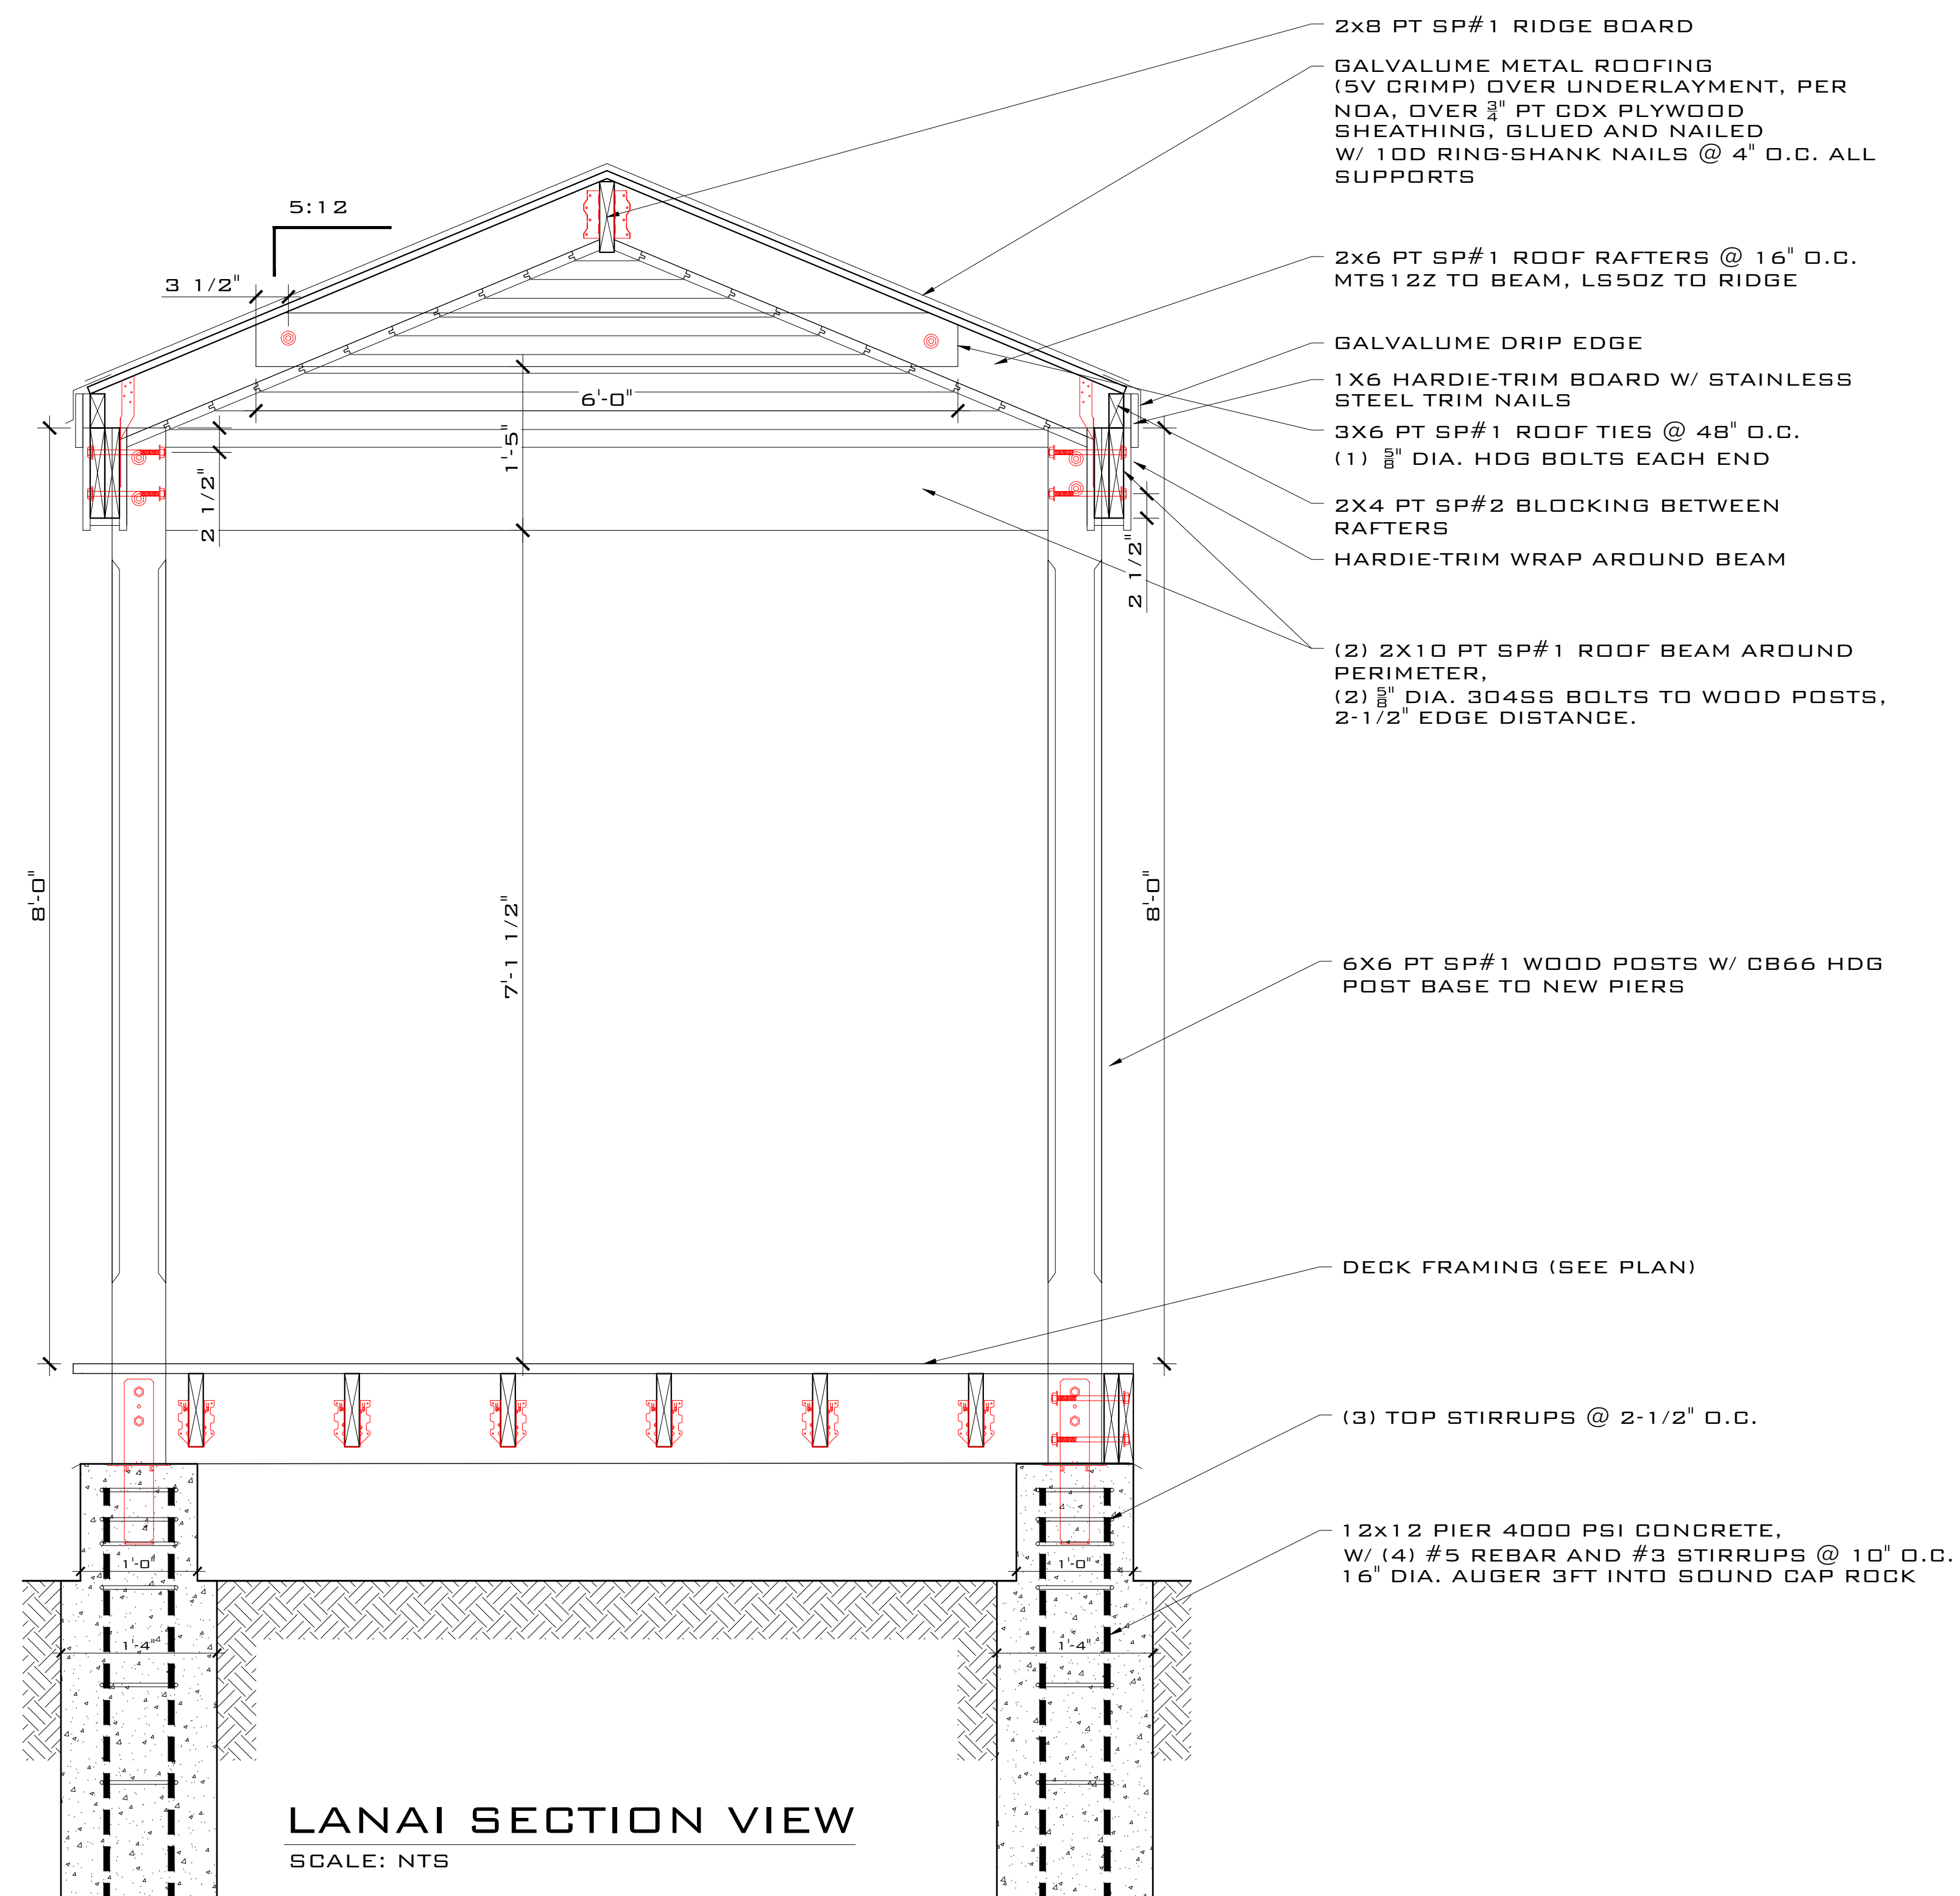 2x8 PT SP#1 RIDGE BOARD
GALVALUME METAL ROOFING
(5V CRIMP) OVER UNDERLAYMENT, PER
NOA, OVER 3/4" PT CDX PLYWOOD
SHEATHING, GLUED AND NAILED
W/ 10D RING-SHANK NAILS @ 4" O.C. ALL
SUPPORTS
5:12
3 1/2"
2x6 PT SP#1 ROOF RAFTERS @ 16" O.C.
MTS12Z TO BEAM, LS50Z TO RIDGE
GALVALUME DRIP EDGE
1X6 HARDIE-TRIM BOARD W/ STAINLESS
STEEL TRIM NAILS
6'-0"
1'-5"
3X6 PT SP#1 ROOF TIES @ 48" O.C.
(1) 5/8" DIA. HDG BOLTS EACH END
2 1/2"
2X4 PT SP#2 BLOCKING BETWEEN
RAFTERS
2 1/2"
HARDIE-TRIM WRAP AROUND BEAM
(2) 2X10 PT SP#1 ROOF BEAM AROUND
PERIMETER,
(2) 5/8" DIA. 304SS BOLTS TO WOOD POSTS,
2-1/2" EDGE DISTANCE.
8'-0"
7'-1 1/2"
8'-0"
6X6 PT SP#1 WOOD POSTS W/ CB66 HDG
POST BASE TO NEW PIERS
DECK FRAMING (SEE PLAN)
(3) TOP STIRRUPS @ 2-1/2" O.C.
12x12 PIER 4000 PSI CONCRETE,
W/ (4) #5 REBAR AND #3 STIRRUPS @ 10" O.C.
16" DIA. AUGER 3FT INTO SOUND CAP ROCK
1'-0"
1'-0"
1'-4"
1'-4"
LANAI SECTION VIEW
SCALE: NTS